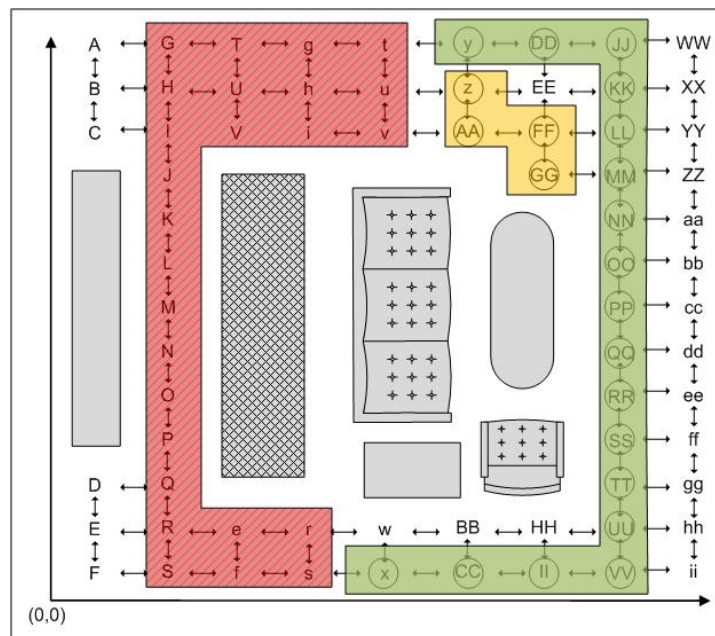 A G T g t y DD JJ WW
B H U h u z EE KK XX
C I V i v AA FF LL YY
J GG MM ZZ
K NN aa
L OO bb
M PP cc
N QQ dd
O RR ee
P SS ff
D Q TT gg
E R e r w BB HH UU hh
F S f s x CC II VV ii
(0,0)